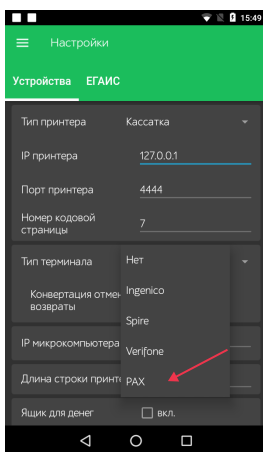 15:49
Настройки
Устройства ЕГАИС
Тип принтера Кассатка
IP принтера 127.0.0.1
Порт принтера 4444
Номер кодовой
страницы 7
Тип терминала Нет
Конвертация отмен Ingenico
возвраты
Spire
IP микрокомпьютера Verifone
Длина строки принте PAX
Ящик для денег вкл.